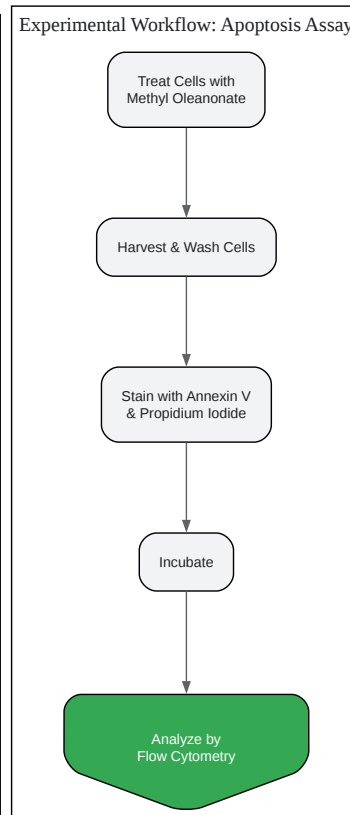 Experimental Workflow: Apoptosis Assay
Treat Cells with
Methyl Oleanonate
Harvest & Wash Cells
Stain with Annexin V
& Propidium Iodide
Incubate
Analyze by
Flow Cytometry